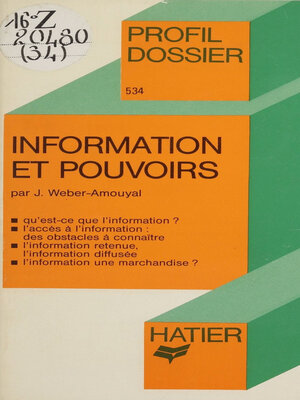 16° Z
20480
(34)
PROFIL
DOSSIER
534
INFORMATION
ET POUVOIRS
par J. Weber-Amouyal
■ qu'est-ce que l'information ?
■ l'accès à l'information :
des obstacles à connaître
■ l'information retenue,
l'information diffusée
■ l'information une marchandise ?
HATIER